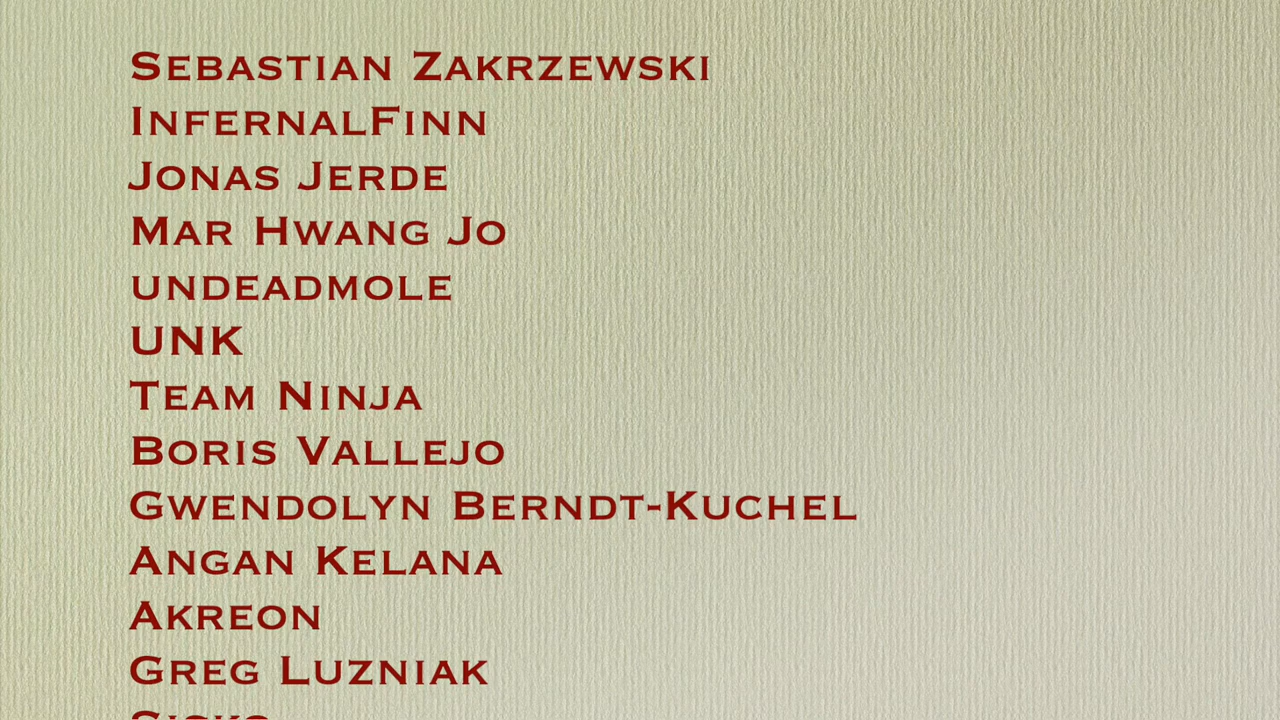 Sebastian Zakrzewski
InfernalFinn
Jonas Jerde
Mar Hwang Jo
undeadmole
UNK
Team Ninja
Boris Vallejo
Gwendolyn Berndt-Kuchel
Angan Kelana
Akreon
Greg Luzniak